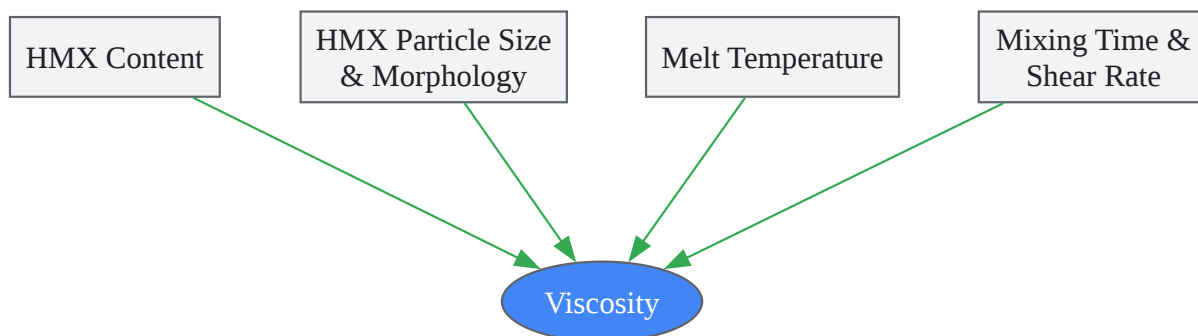 HMX Content
HMX Particle Size
& Morphology
Melt Temperature
Mixing Time &
Shear Rate
Viscosity